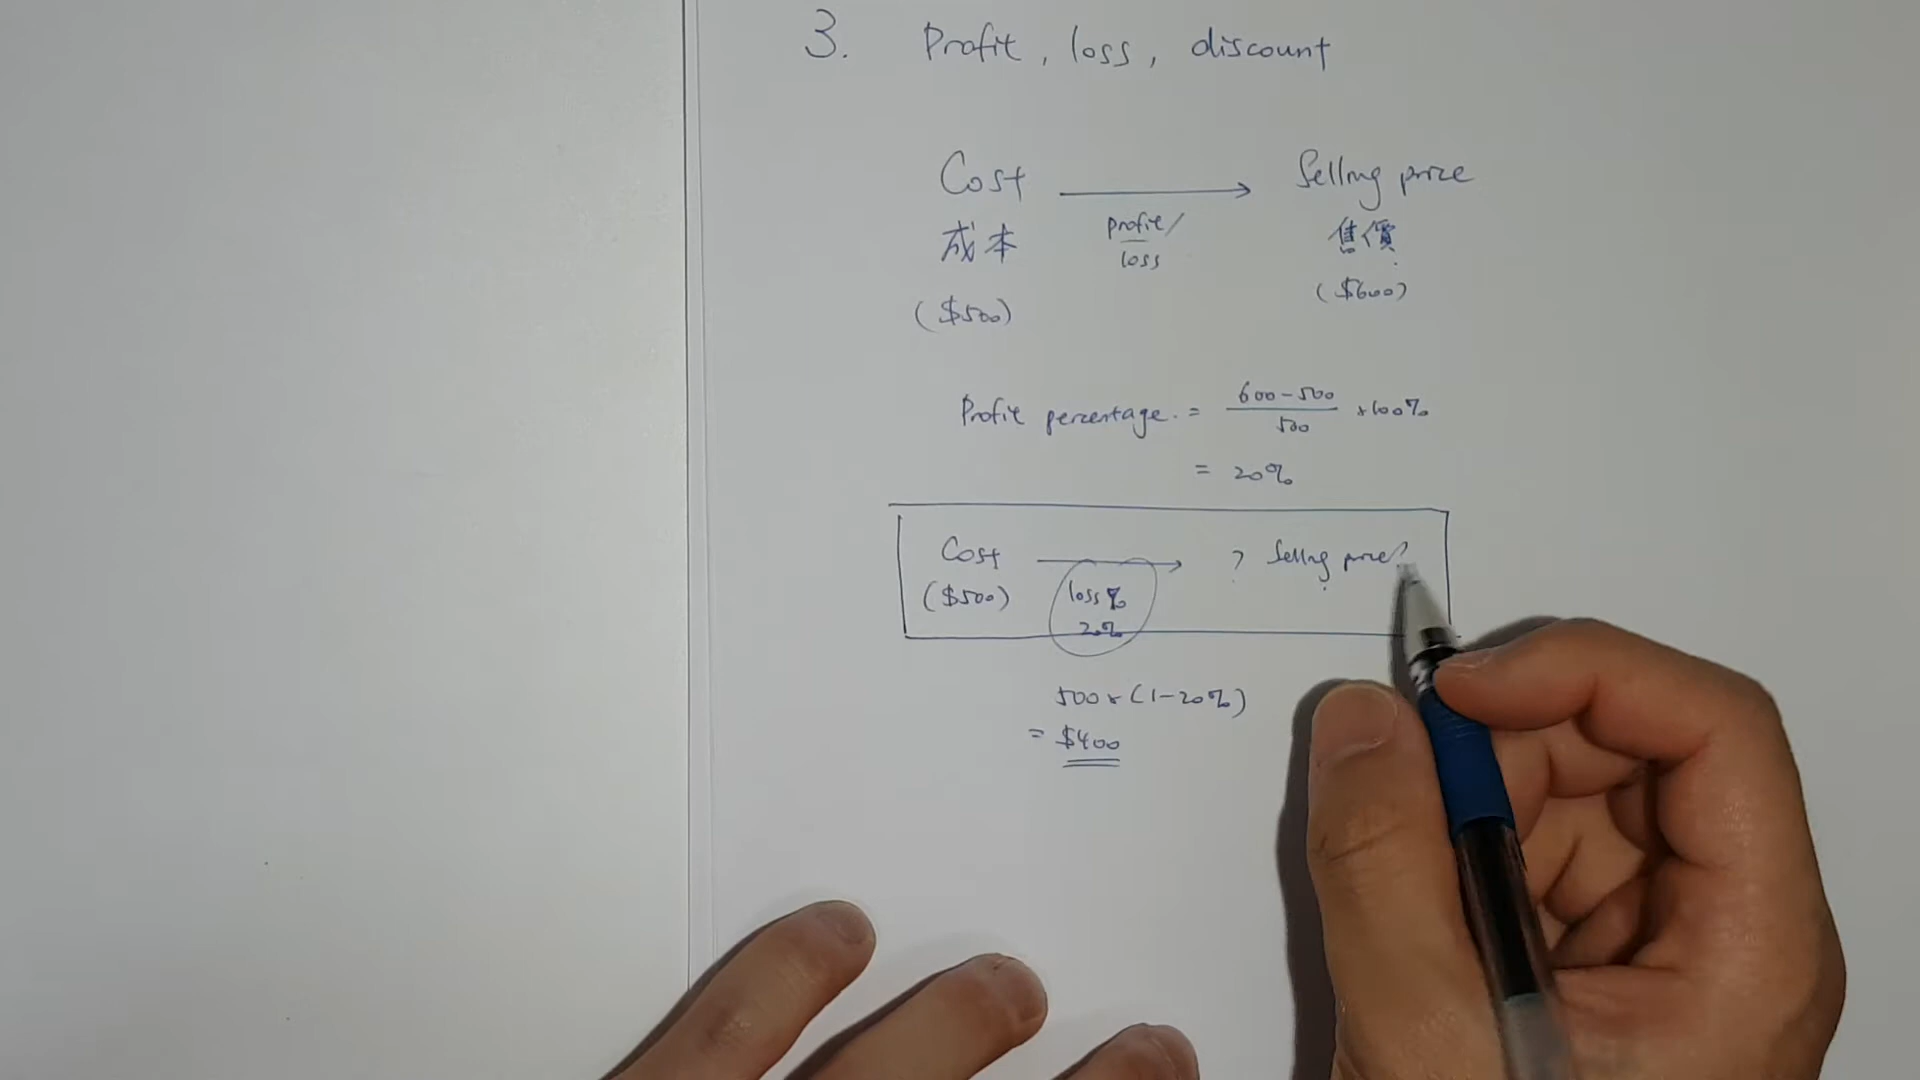 3. Profit, loss, discount
Cost → Selling price
成本 profit/ 售價
loss
($500) ($600)
Profit percentage. = 600-500 / 500 ×100%
= 20%
Cost → ? Selling price?
($500) loss%
20%
500×(1-20%)
= $400